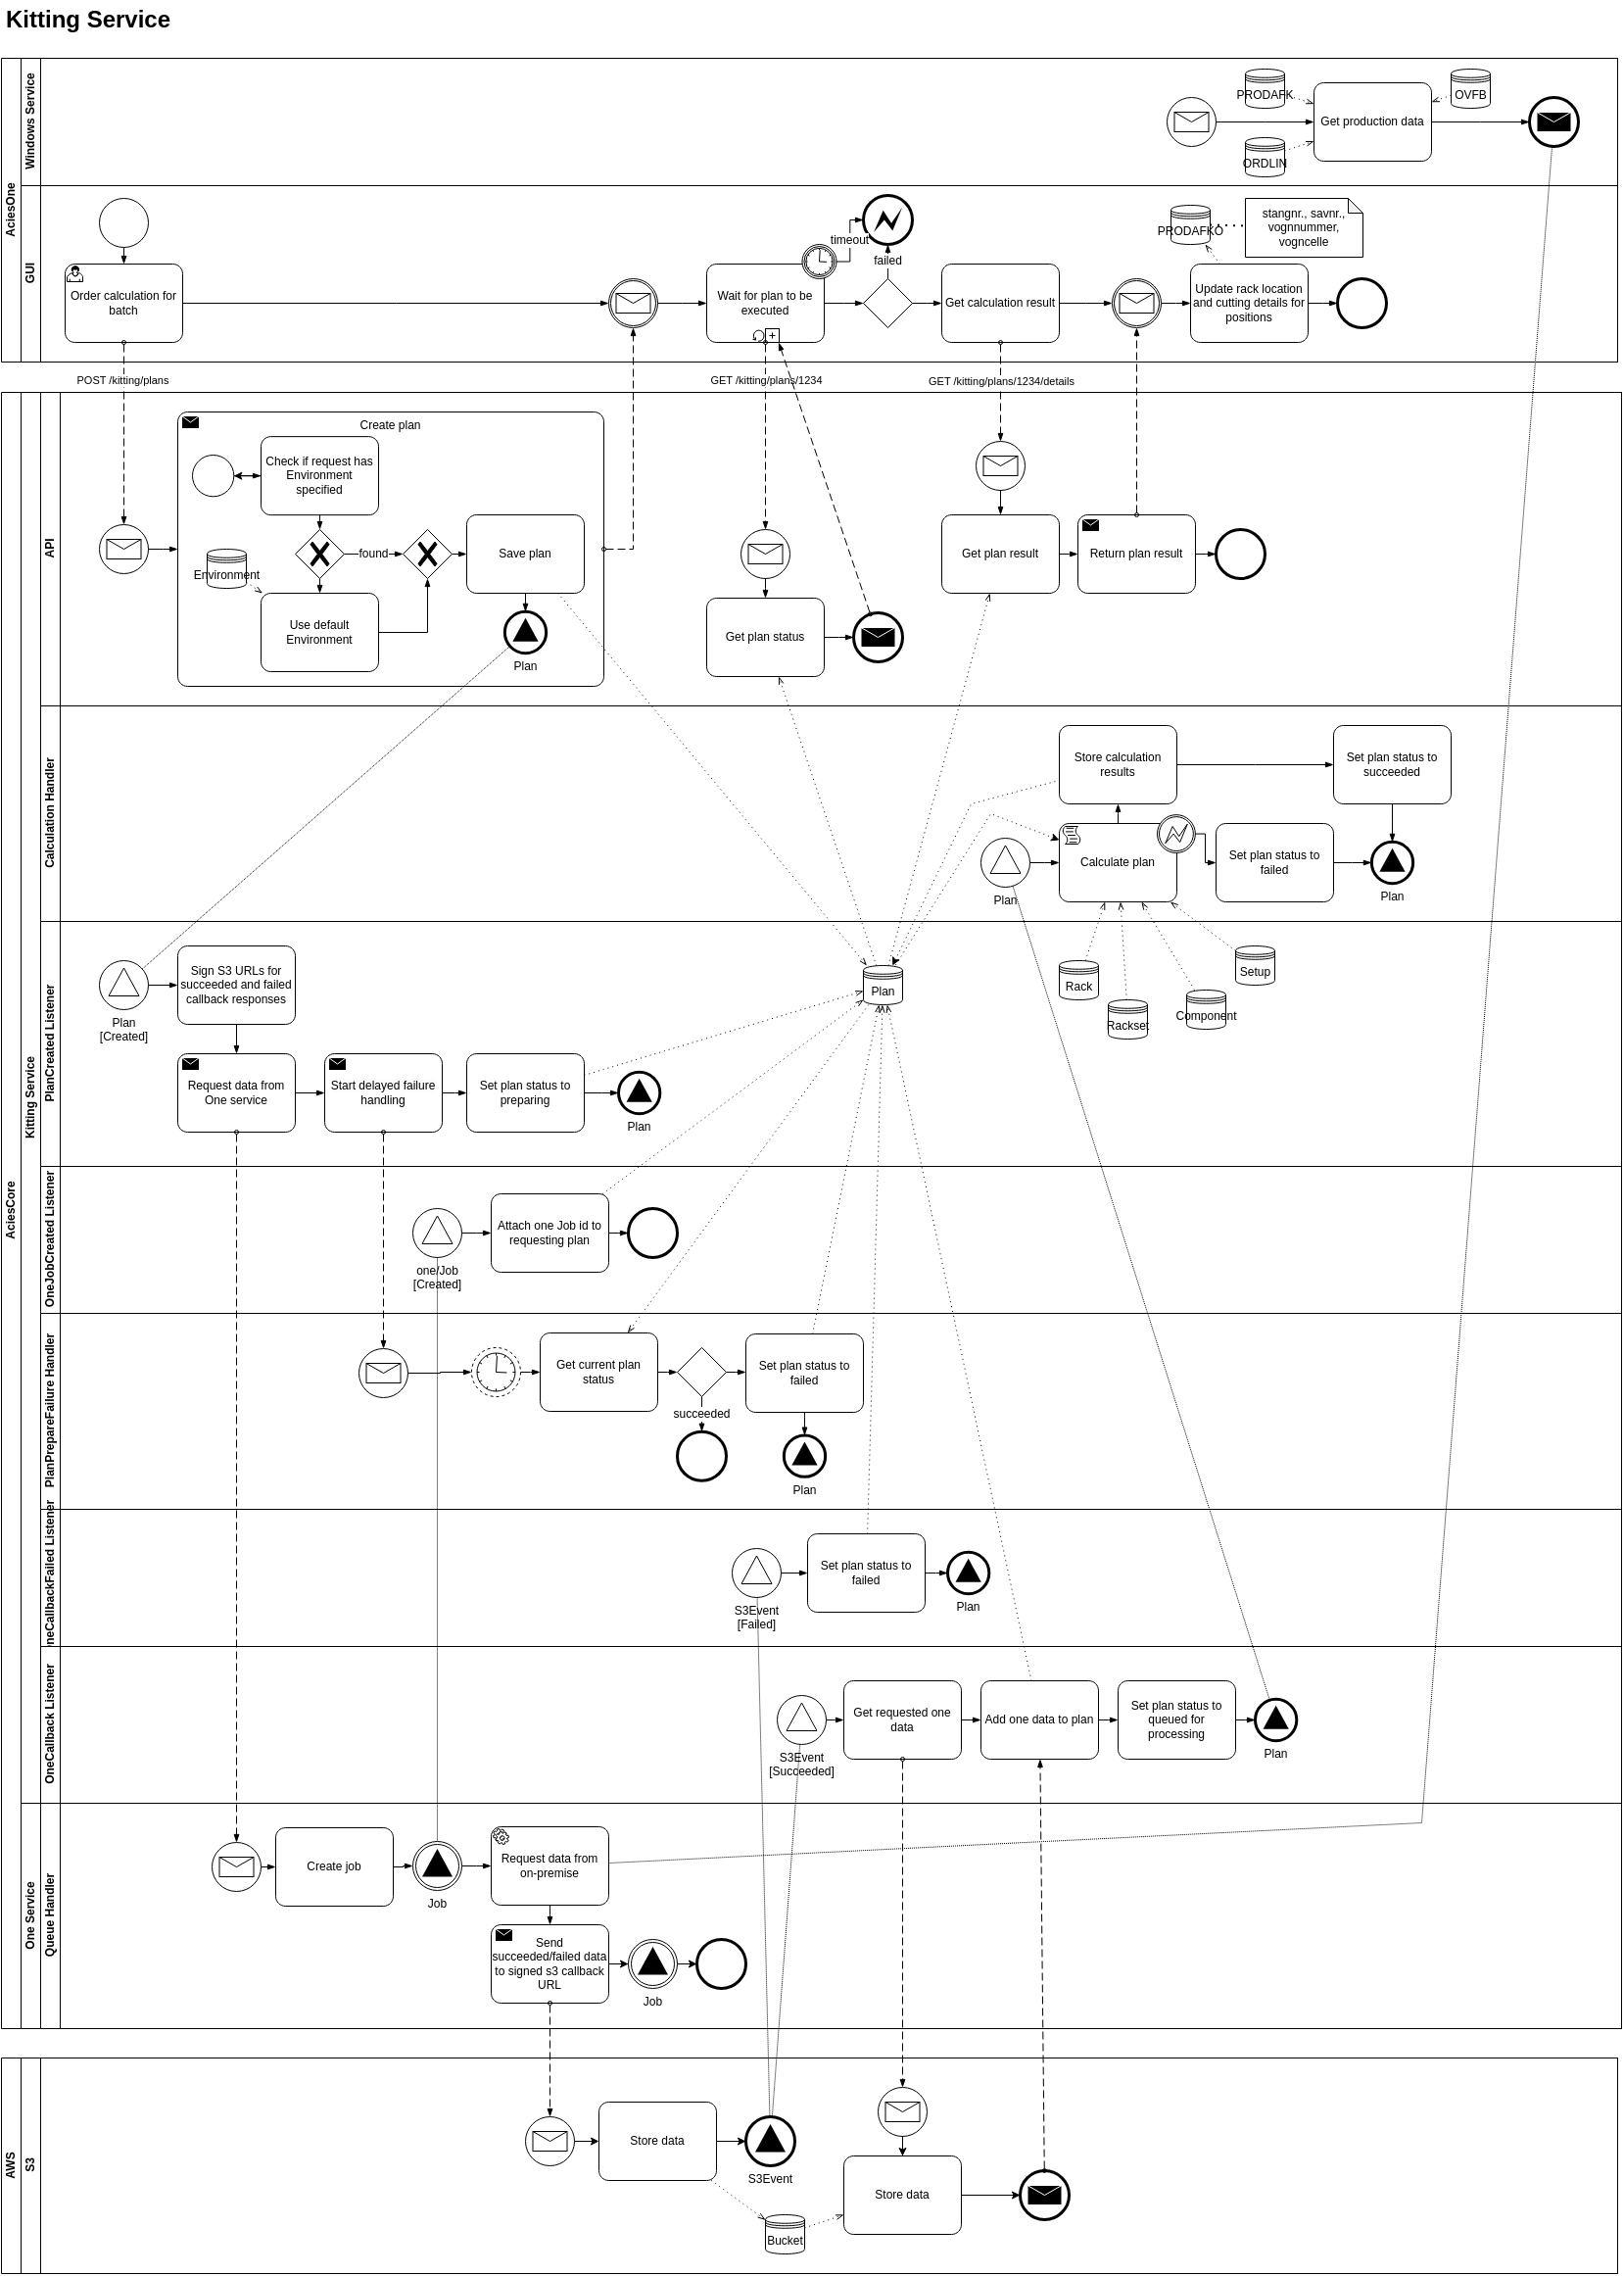 Kitting Service
AciesOne
Windows Service
PRODAFK
ORDLIN
Get production data
OVFB
GUI
Order calculation for
batch
Wait for plan to be
executed
timeout
failed
Get calculation result
PRODAFKO
stangnr., savnr.,
vognnummer,
vogncelle
Update rack location
and cutting details for
positions
POST /kitting/plans
GET /kitting/plans/1234
GET /kitting/plans/1234/details
AciesCore
Kitting Service
API
Create plan
Check if request has
Environment
specified
found
Environment
Use default
Environment
Save plan
Plan
Get plan status
Get plan result
Return plan result
Calculation Handler
Store calculation
results
Set plan status to
succeeded
Plan
Calculate plan
Set plan status to
failed
Plan
PlanCreated Listener
Plan
[Created]
Sign S3 URLs for
succeeded and failed
callback responses
Request data from
One service
Start delayed failure
handling
Set plan status to
preparing
Plan
Plan
Rack
Rackset
Component
Setup
OneJobCreated Listener
one/Job
[Created]
Attach one Job id to
requesting plan
PlanPrepareFailure Handler
Get current plan
status
succeeded
Set plan status to
failed
Plan
neCallbackFailed Listener
S3Event
[Failed]
Set plan status to
failed
Plan
OneCallback Listener
S3Event
[Succeeded]
Get requested one
data
Add one data to plan
Set plan status to
queued for
processing
Plan
One Service
Queue Handler
Create job
Job
Request data from
on-premise
Send
succeeded/failed data
to signed s3 callback
URL
Job
AWS
S3
Store data
S3Event
Bucket
Store data